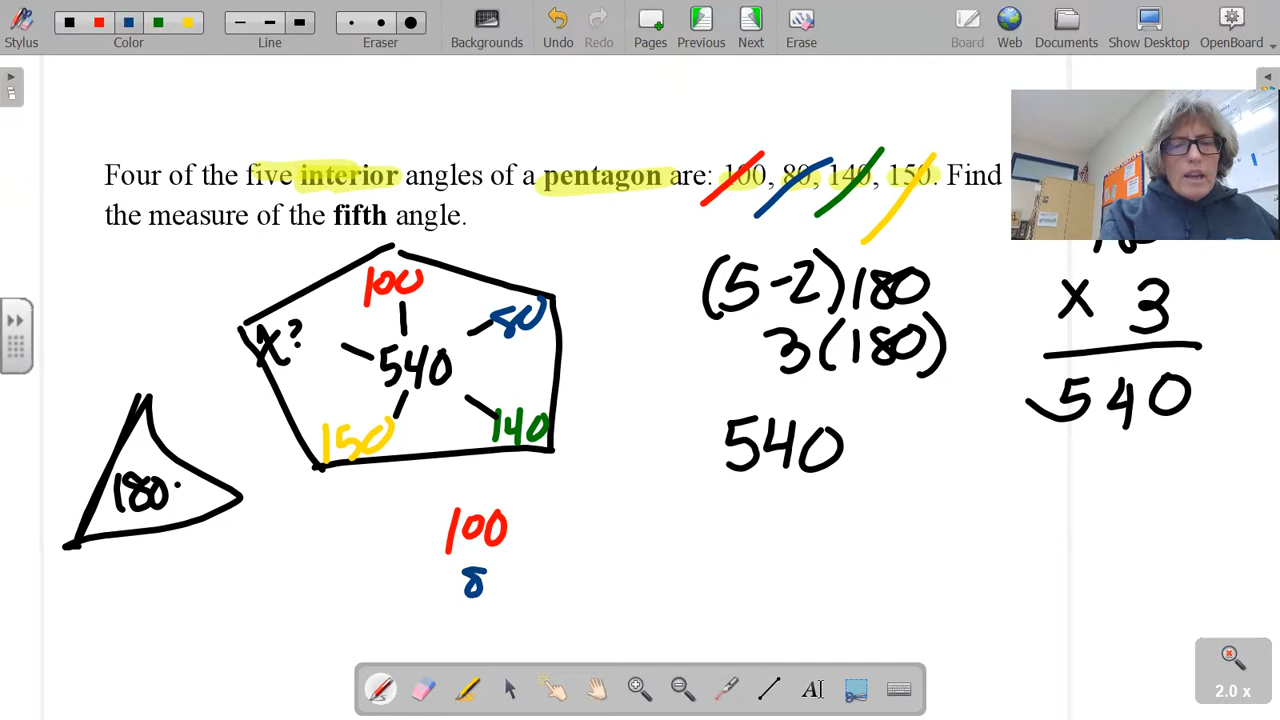 Stylus
Color
Line
Eraser
Backgrounds
Undo
Redo
Pages
Previous
Next
Erase
Board
Web
Documents
Show Desktop
OpenBoard
Four of the five interior angles of a pentagon are: 100, 80, 140, 150. Find
the measure of the fifth angle.
100
80
x?
540
150
140
180
100
8
(5-2)180
3(180)
540
x 3
540
2.0 x